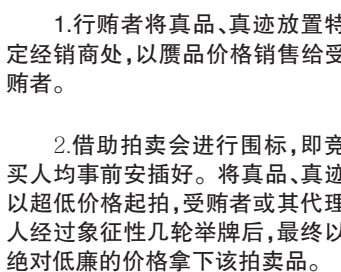 1.行贿者将真品、真迹放置特
定经销商处，以赝品价格销售给受
贿者。
2.借助拍卖会进行围标，即竞
买人均事前安插好。将真品、真迹
以超低价格起拍，受贿者或其代理
人经过象征性几轮举牌后，最终以
绝对低廉的价格拿下该拍卖品。